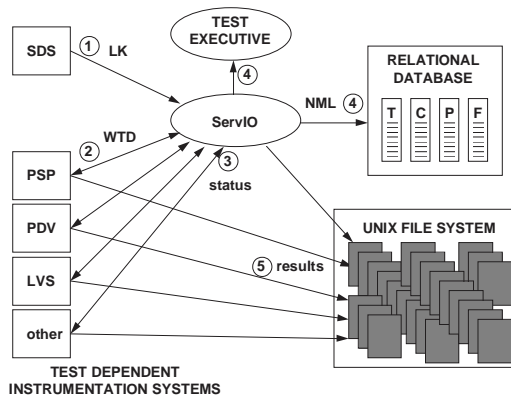 TEST
EXECUTIVE
SDS
1 LK
4
RELATIONAL
DATABASE
T C P F
NML 4
ServIO
2 WTD
3
status
PSP
PDV
LVS
other
UNIX FILE SYSTEM
5 results
TEST DEPENDENT
INSTRUMENTATION SYSTEMS